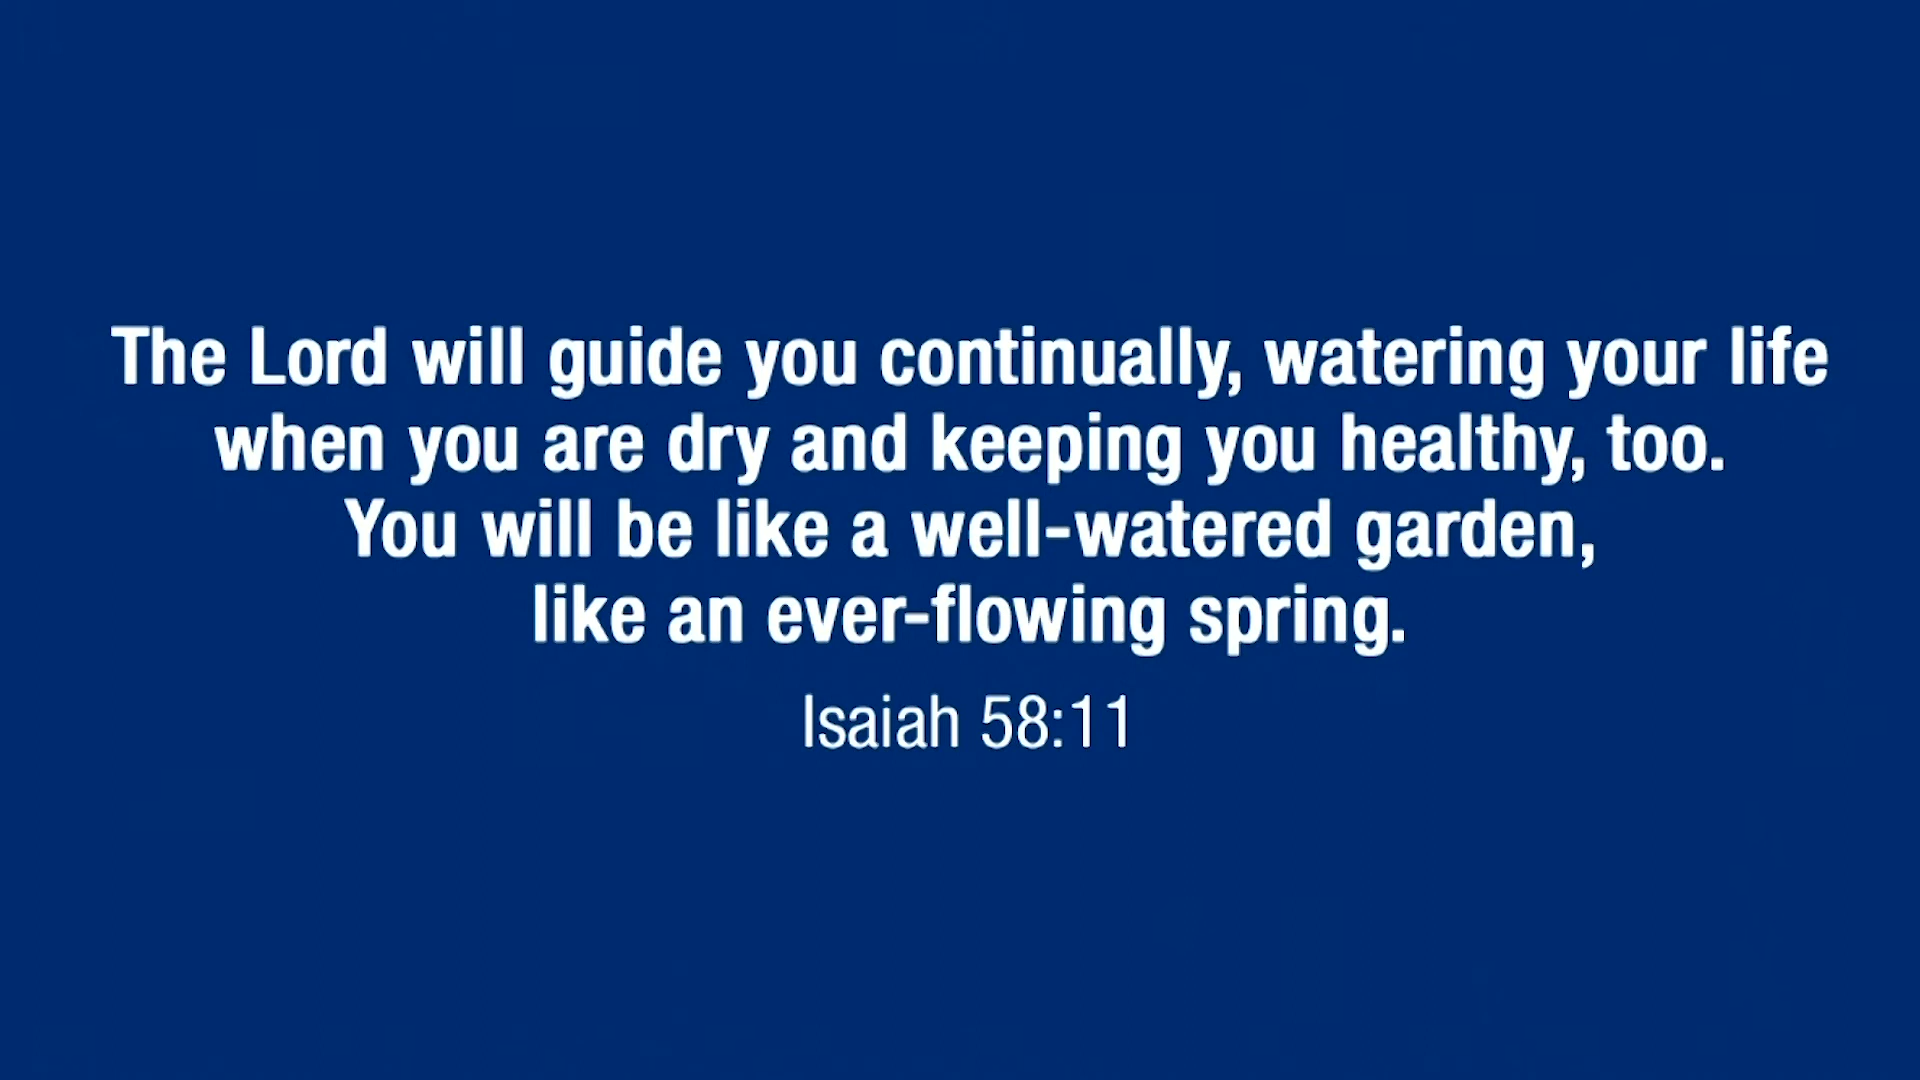 The Lord will guide you continually, watering your life
when you are dry and keeping you healthy, too.
You will be like a well-watered garden,
like an ever-flowing spring.
Isaiah 58:11